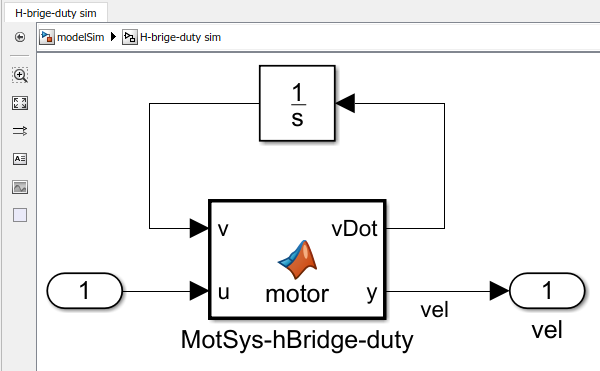 H-brige-duty sim
modelSim H-brige-duty sim
1
s
v vDot
1 u motor y 1
vel
vel
MotSys-hBridge-duty